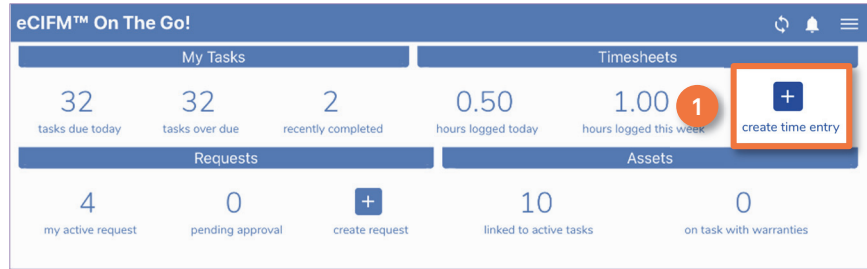 eCIFM™ On The Go!
My Tasks
Timesheets
32
32
2
0.50
1.00
1
+
tasks due today
tasks over due
recently completed
hours logged today
hours logged this week
create time entry
Requests
Assets
4
0
+
10
0
my active request
pending approval
create request
linked to active tasks
on task with warranties